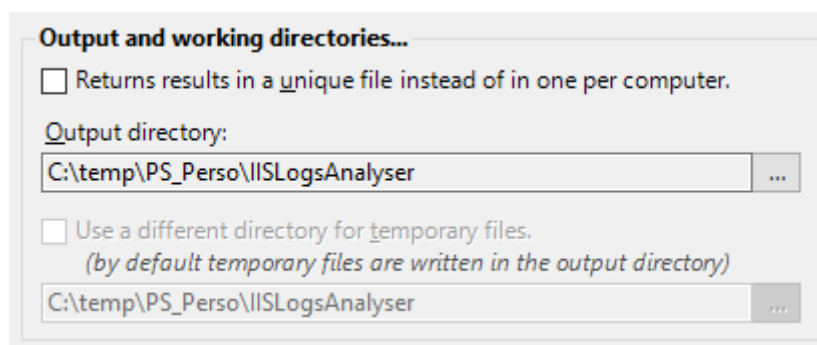 Output and working directories...
Returns results in a unique file instead of in one per computer.
Output directory:
C:\temp\PS_Perso\IISLogsAnalyser
...
Use a different directory for temporary files.
(by default temporary files are written in the output directory)
C:\temp\PS_Perso\IISLogsAnalyser
...